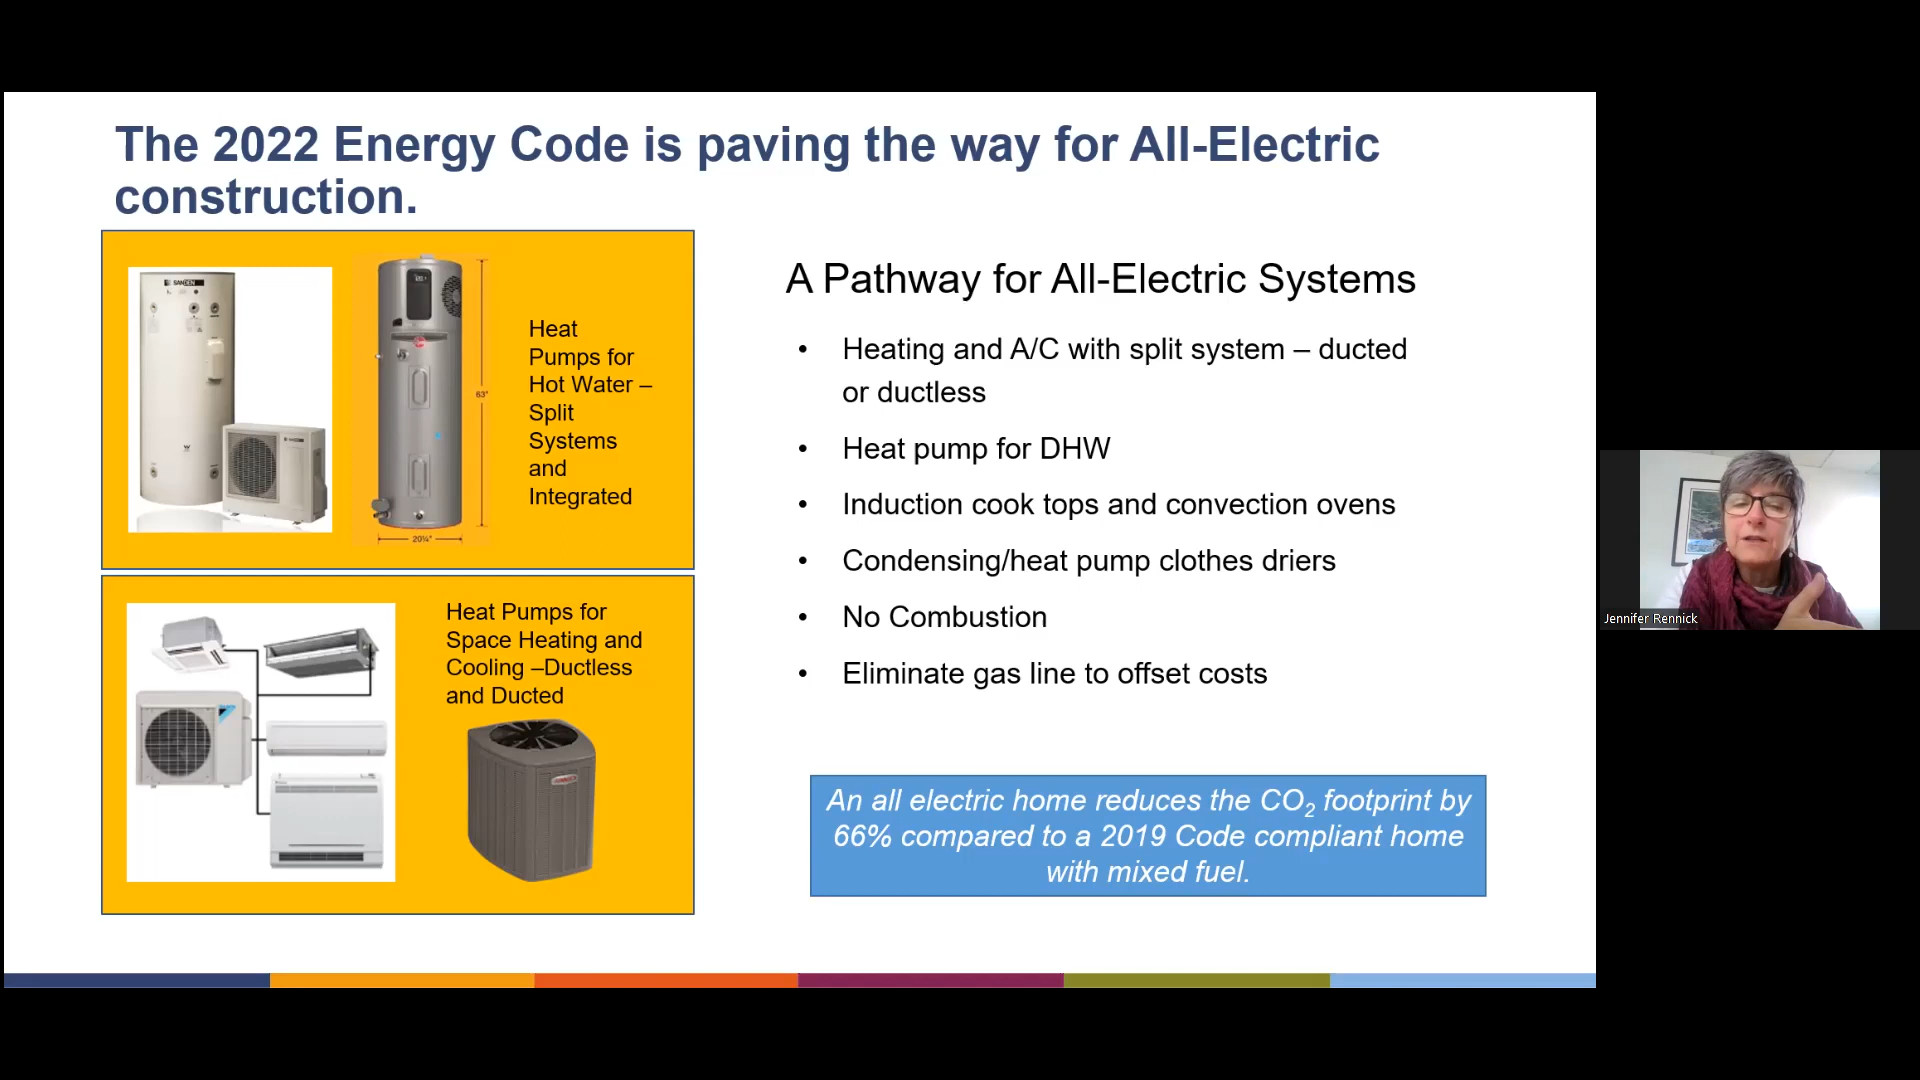 The 2022 Energy Code is paving the way for All-Electric
construction.
SANDEN
63"
20¼"
Heat
Pumps for
Hot Water –
Split
Systems
and
Integrated
Heat Pumps for
Space Heating and
Cooling –Ductless
and Ducted
A Pathway for All-Electric Systems
• Heating and A/C with split system – ducted
or ductless
• Heat pump for DHW
• Induction cook tops and convection ovens
• Condensing/heat pump clothes driers
• No Combustion
• Eliminate gas line to offset costs
An all electric home reduces the CO₂ footprint by
66% compared to a 2019 Code compliant home
with mixed fuel.
Jennifer Rennick